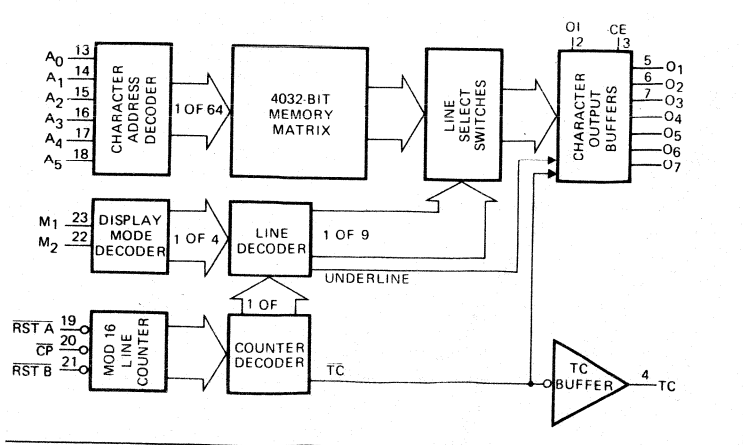 A0 13
A1 14
A2 15
A3 16
A4 17
A5 18
CHARACTER
ADDRESS
DECODER
1 OF 64
4032-BIT
MEMORY
MATRIX
LINE
SELECT
SWITCHES
OI
2
CE
3
CHARACTER
OUTPUT
BUFFERS
5 O1
6 O2
7 O3
O4
O5
O6
O7
M1 23
M2 22
DISPLAY
MODE
DECODER
1 OF 4
LINE
DECODER
1 OF 9
UNDERLINE
1 OF
RST A 19
CP 20
RST B 21
MOD 16
LINE
COUNTER
COUNTER
DECODER
TC
TC
BUFFER
4 TC